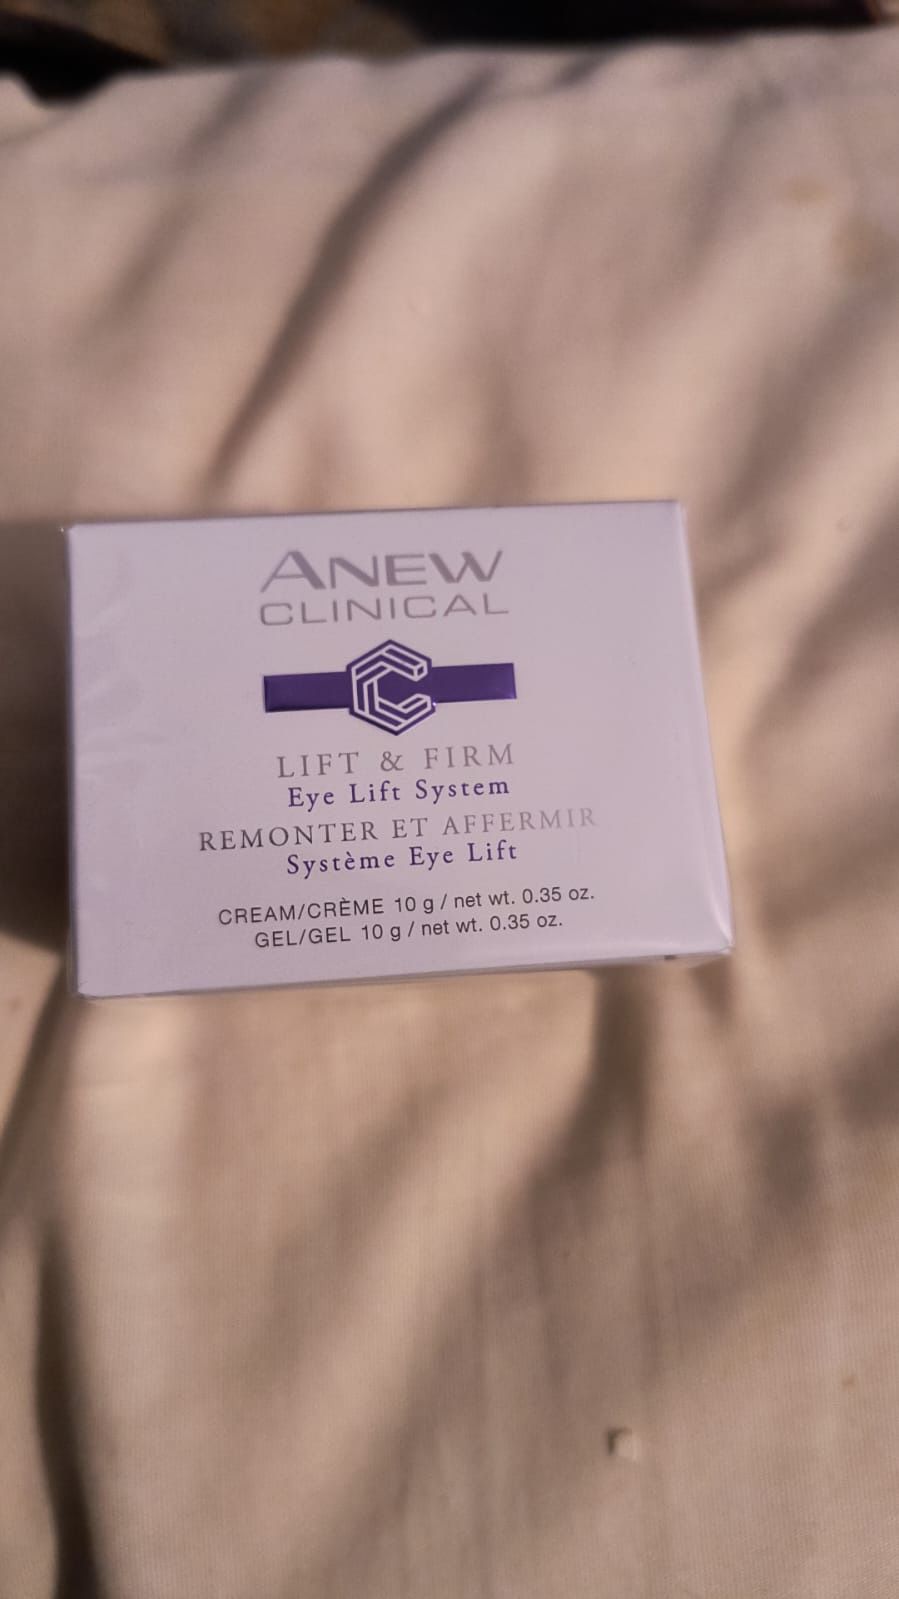 ANEW
CLINICAL
LIFT & FIRM
Eye Lift System
REMONTER ET AFFERMIR
Système Eye Lift
CREAM/CRÈME 10 g / net wt. 0.35 oz.
GEL/GEL 10 g / net wt. 0.35 oz.